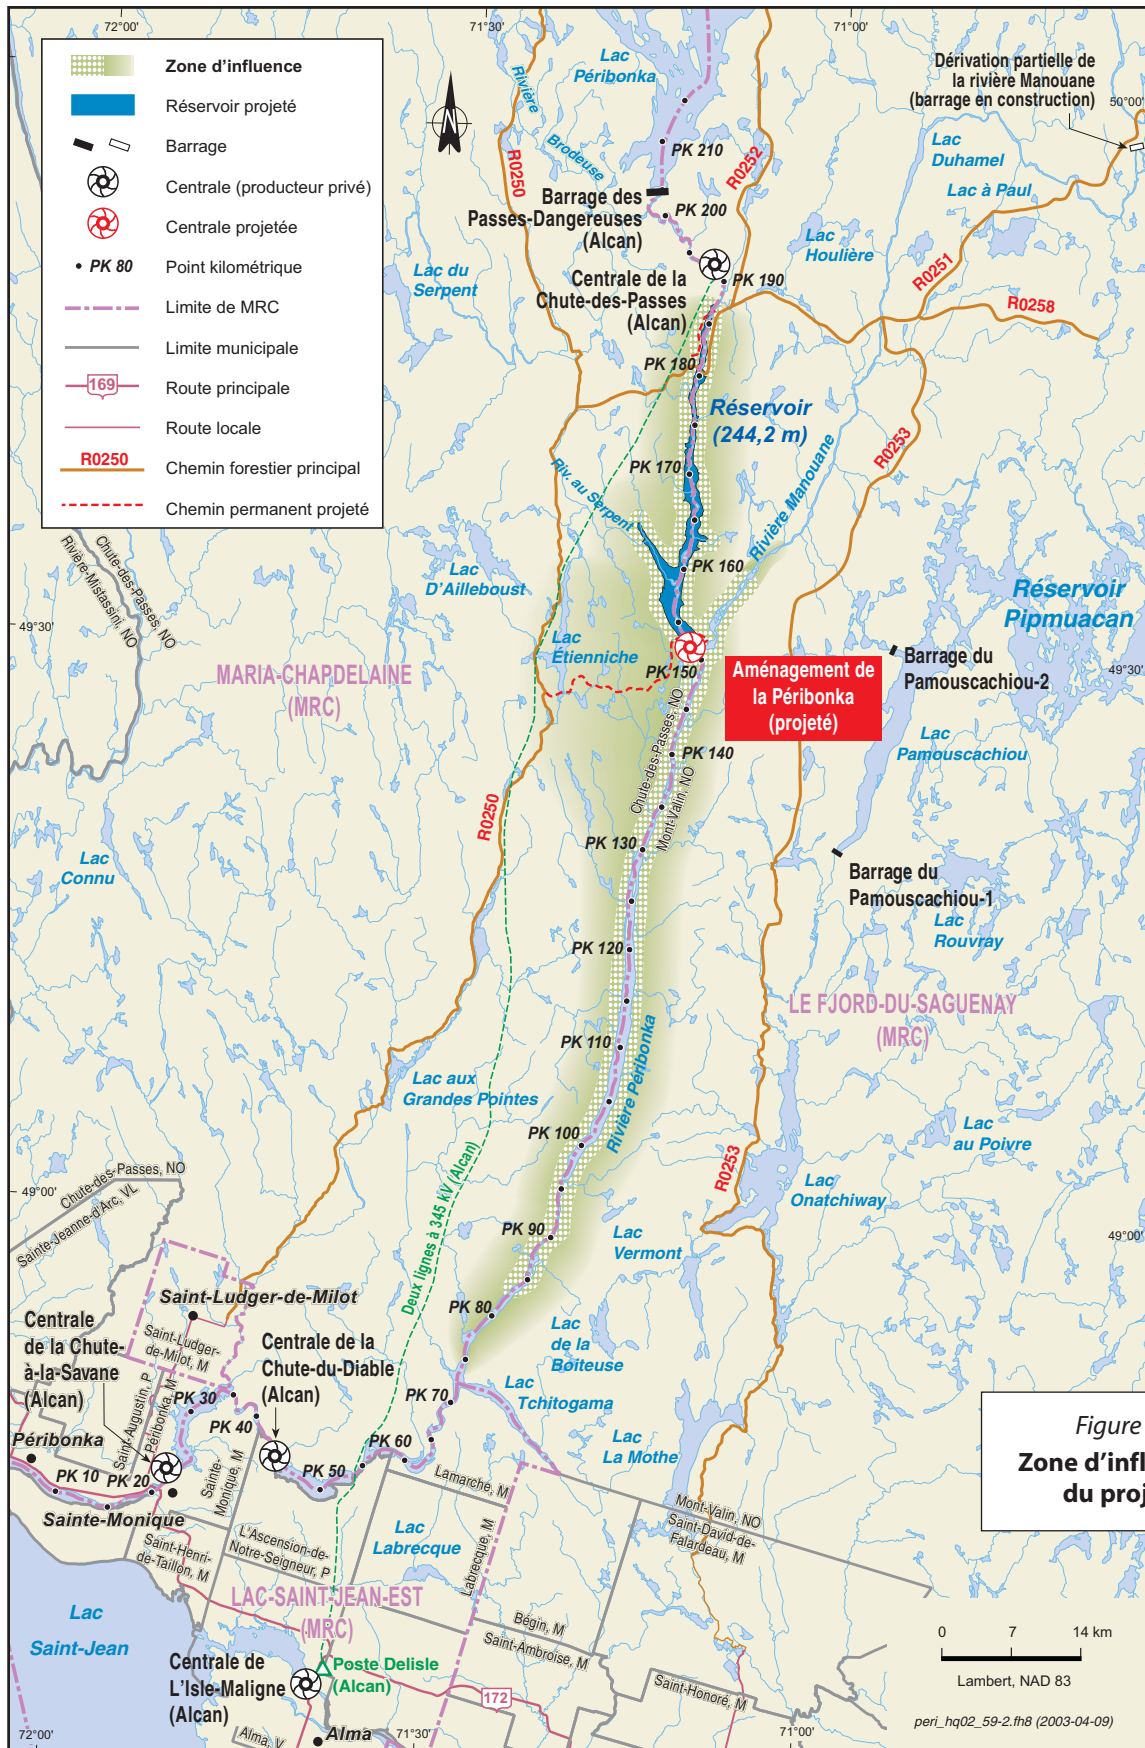 72°00'
71°30'
71°00'
Zone d'influence
Réservoir projeté
Barrage
Centrale (producteur privé)
Centrale projetée
PK 80
Point kilométrique
Limite de MRC
Limite municipale
169
Route principale
Route locale
R0250
Chemin forestier principal
Chemin permanent projeté
Lac
Péribonka
Rivière
Brodeuse
R0250
R0252
PK 210
Barrage des
Passes-Dangereuses
(Alcan)
PK 200
Dérivation partielle de
la rivière Manouane
(barrage en construction)
50°00'
Lac
Duhamel
Lac à Paul
Lac
Houlière
R0251
R0258
Lac du
Serpent
Centrale de la
Chute-des-Passes
(Alcan)
PK 190
PK 180
Réservoir
(244,2 m)
PK 170
R0253
Riv. au Serpent
Rivière Manouane
PK 160
Chute-des-Passes, NO
Rivière-Mistassini, NO
Lac
D'Ailleboust
Réservoir
Pipmuacan
49°30'
Lac
Étienniche
PK 150
Aménagement de
la Péribonka
(projeté)
Barrage du
Pamouscachiou-2
49°30'
MARIA-CHAPDELAINE
(MRC)
Chute-des-Passes, NO
Mont-Valin, NO
PK 140
Lac
Pamouscachiou
R0250
PK 130
Lac
Connu
Barrage du
Pamouscachiou-1
Lac
Rouvray
PK 120
LE FJORD-DU-SAGUENAY
(MRC)
PK 110
Rivière Péribonka
Lac aux
Grandes Pointes
PK 100
Lac
au Poivre
R0253
Chute-des-Passes, NO
Sainte-Jeanne-d'Arc, VL
49°00'
Lac
Onatchiway
Deux lignes à 345 kV (Alcan)
PK 90
Lac
Vermont
49°00'
Saint-Ludger-de-Milot
PK 80
Centrale
de la Chute-
à-la-Savane
(Alcan)
Saint-Ludger-
de-Milot, M
Centrale de la
Chute-du-Diable
(Alcan)
Lac
de la
Boiteuse
Saint-Augustin, P
Péribonka, M
PK 30
PK 70
Lac
Tchitogama
PK 40
Péribonka
PK 60
Lac
La Mothe
PK 10
PK 20
Sainte-
Monique, M
PK 50
Lamarche, M
Figure
Zone d'infl
du proj
Sainte-Monique
Mont-Valin, NO
Saint-David-de-
Falardeau, M
Saint-Henri-
de-Taillon, M
L'Ascension-de-
Notre-Seigneur, P
Lac
Labrecque
Labrecque, M
LAC-SAINT-JEAN-EST
(MRC)
Lac
Saint-Jean
Bégin, M
Saint-Ambroise, M
0 7 14 km
Lambert, NAD 83
Centrale de
L'Isle-Maligne
(Alcan)
Poste Delisle
(Alcan)
172
Saint-Honoré, M
peri_hq02_59-2.fh8 (2003-04-09)
Alma, V
Alma
72°00'
71°30'
71°00'